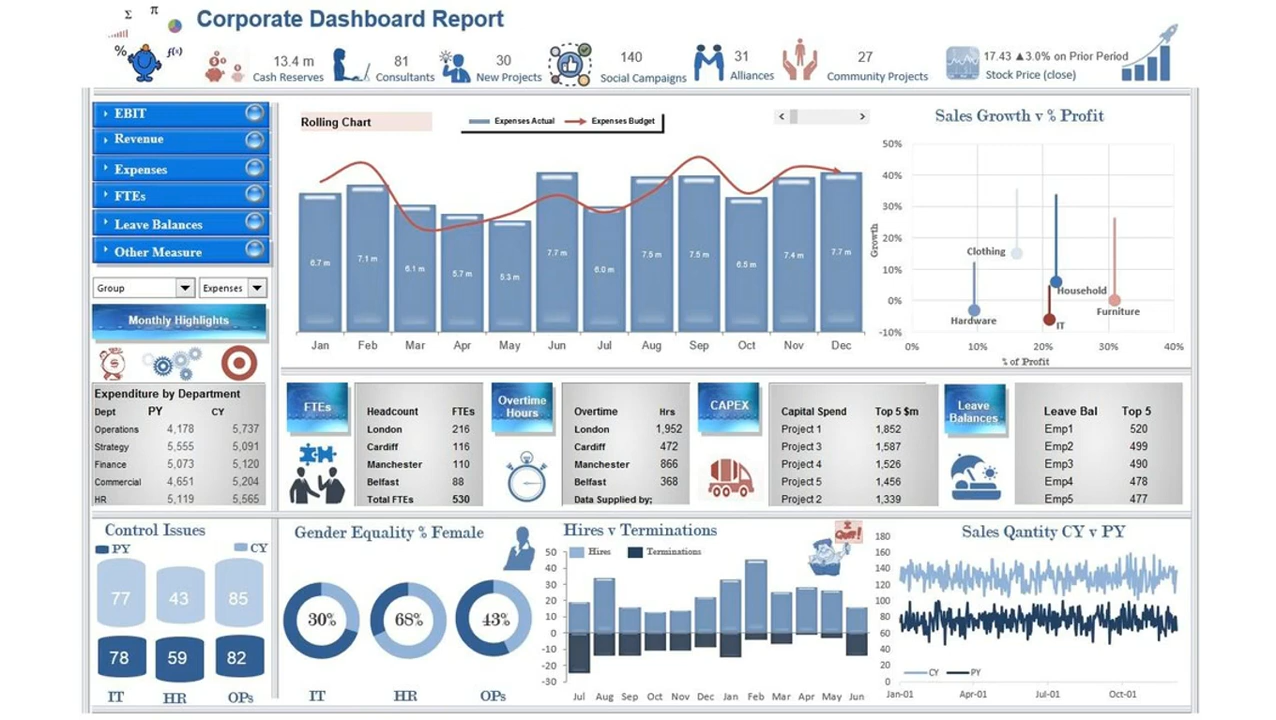 Σ π
Corporate Dashboard Report
% f(x)
13.4 m
Cash Reserves
81
Consultants
30
New Projects
140
Social Campaigns
31
Alliances
27
Community Projects
17.43 ▲3.0% on Prior Period
Stock Price (close)
EBIT
Revenue
Expenses
FTEs
Leave Balances
Other Measure
Group Expenses
Monthly Highlights
Expenditure by Department
Dept PY CY
Operations 4,178 5,737
Strategy 5,555 5,091
Finance 5,073 5,120
Commercial 4,651 5,204
HR 5,119 5,565
Rolling Chart
Expenses Actual Expenses Budget
6.7 m 7.1 m 6.1 m 5.7 m 5.3 m 7.7 m 6.0 m 7.5 m 7.5 m 6.5 m 7.4 m 7.7 m
Jan Feb Mar Apr May Jun Jul Aug Sep Oct Nov Dec
Sales Growth v % Profit
50%
40%
30%
20%
10%
0%
-10%
Growth
Clothing
Household
Hardware
IT
Furniture
0% 10% 20% 30% 40%
% of Profit
FTEs
Headcount FTEs
London 216
Cardiff 116
Manchester 110
Belfast 88
Total FTEs 530
Overtime
Hours
Overtime Hrs
London 1,952
Cardiff 472
Manchester 866
Belfast 368
Data Supplied by;
CAPEX
Capital Spend Top 5 $m
Project 1 1,852
Project 3 1,587
Project 4 1,526
Project 5 1,456
Project 2 1,339
Leave
Balances
Leave Bal Top 5
Emp1 520
Emp2 499
Emp3 490
Emp4 478
Emp5 477
Control Issues
PY CY
77 43 85
78 59 82
IT HR OPs
Gender Equality % Female
30% 68% 43%
IT HR OPs
Hires v Terminations
I Quit!
Hires Terminations
50
40
30
20
10
0
-10
-20
-30
Jul Aug Sep Oct Nov Dec Jan Feb Mar Apr May Jun
Sales Qantity CY v PY
180
160
140
120
100
80
60
40
20
0
CY PY
Jan-01 Apr-01 Jul-01 Oct-01